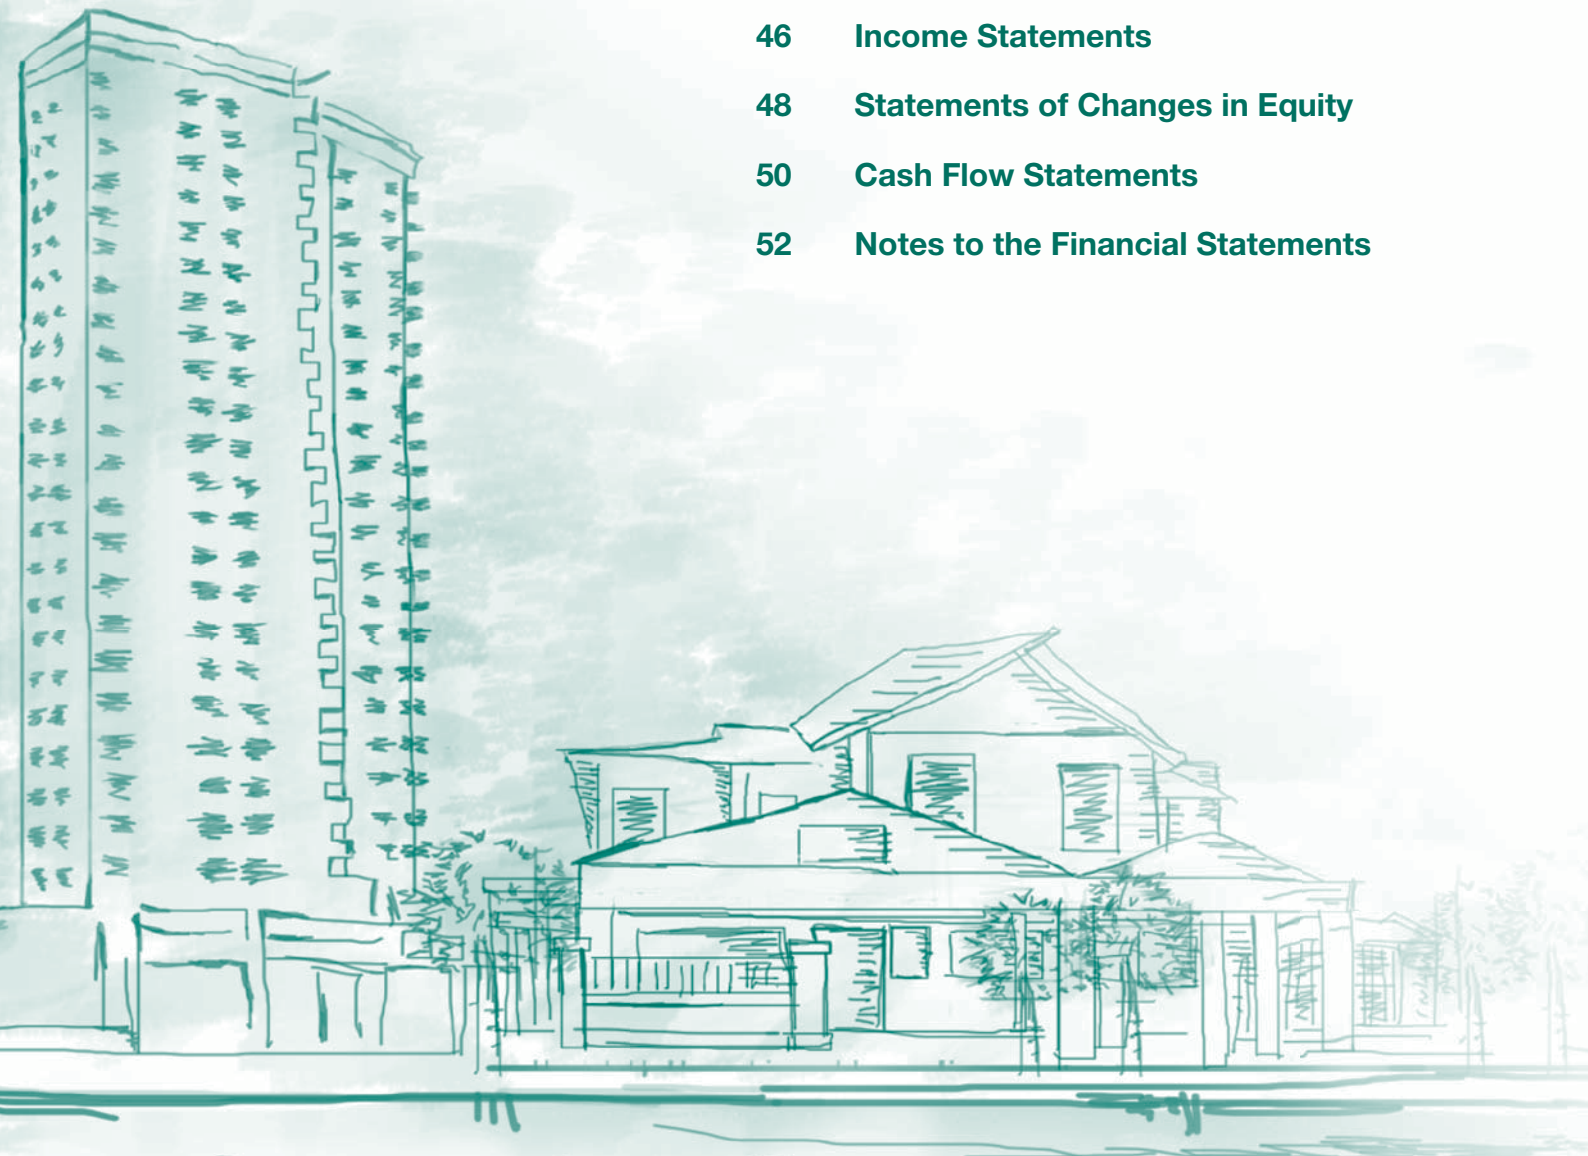 46 Income Statements
48 Statements of Changes in Equity
50 Cash Flow Statements
52 Notes to the Financial Statements